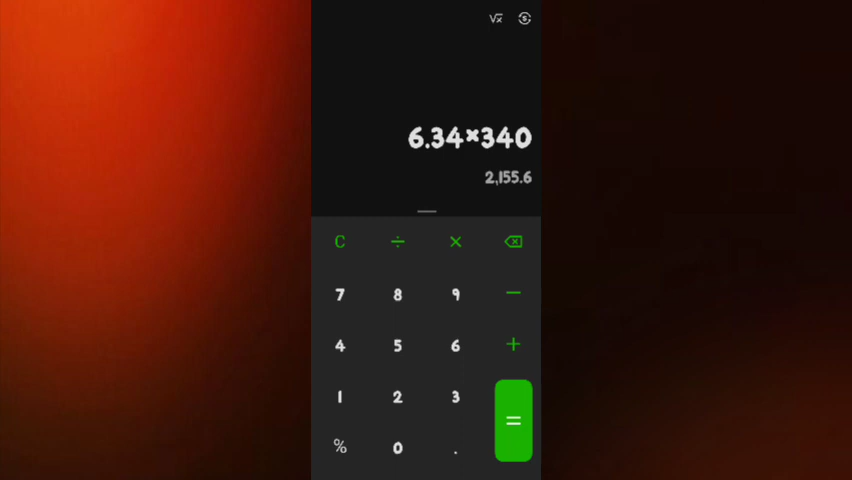 √x
6.34×340
2,155.6
C ÷ ×
7 8 9 −
4 5 6 +
1 2 3
% 0 . =